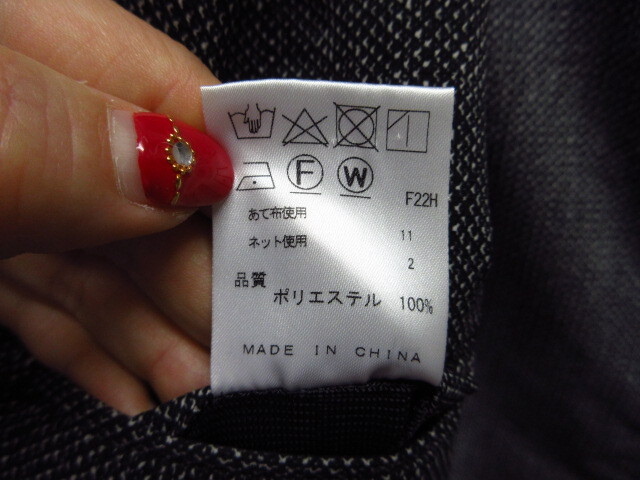 F W F22H
あて布使用
ネット使用 11
2
品質
ポリエステル 100%
MADE IN CHINA